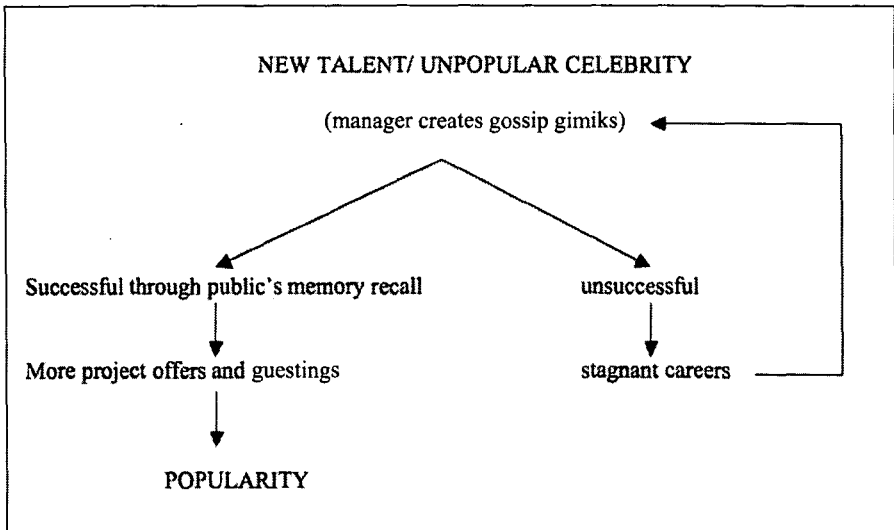 NEW TALENT/ UNPOPULAR CELEBRITY
(manager creates gossip gimiks)
Successful through public's memory recall
unsuccessful
More project offers and guestings
stagnant careers
POPULARITY